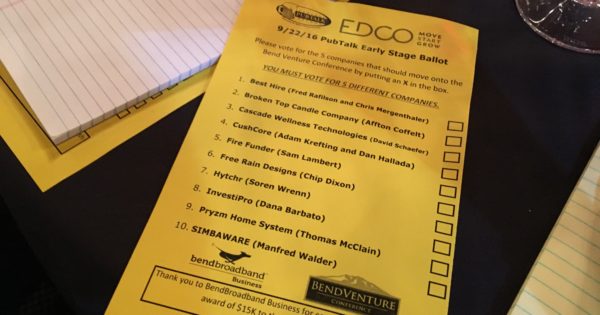 PUBTALK
EDCO MOVE START GROW
9/22/16 PubTalk Early Stage Ballot
Please vote for the 5 companies that should move onto the
Bend Venture Conference by putting an X in the box.
YOU MUST VOTE FOR 5 DIFFERENT COMPANIES.
1. Best Hire (Fred Rafilson and Chris Mergenthaler)
2. Broken Top Candle Company (Affton Coffelt)
3. Cascade Wellness Technologies (David Schaefer)
4. CushCore (Adam Krefting and Dan Hallada)
5. Fire Funder (Sam Lambert)
6. Free Rain Designs (Chip Dixon)
7. Hytchr (Soren Wrenn)
8. InvestiPro (Dana Barbato)
9. Pryzm Home System (Thomas McClain)
10. SIMBAWARE (Manfred Walder)
bendbroadband
Business
BENDVENTURE
CONFERENCE
Thank you to BendBroadband Business for
award of $15K to